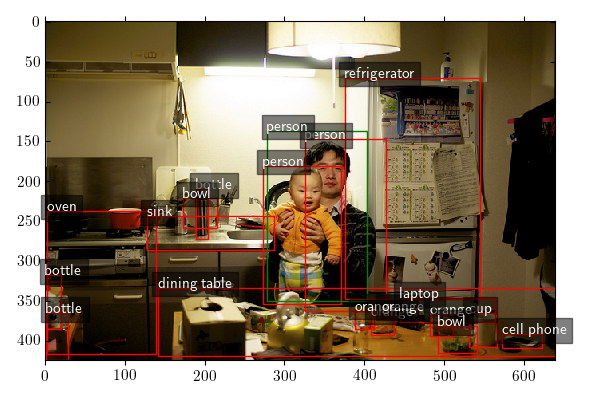 0
50
100
150
200
250
300
350
400
refrigerator
person
person
person
bottle
bowl
oven
sink
bottle
dining table
laptop
bottle
orange
orange
cup
bowl
cell phone
0
100
200
300
400
500
600